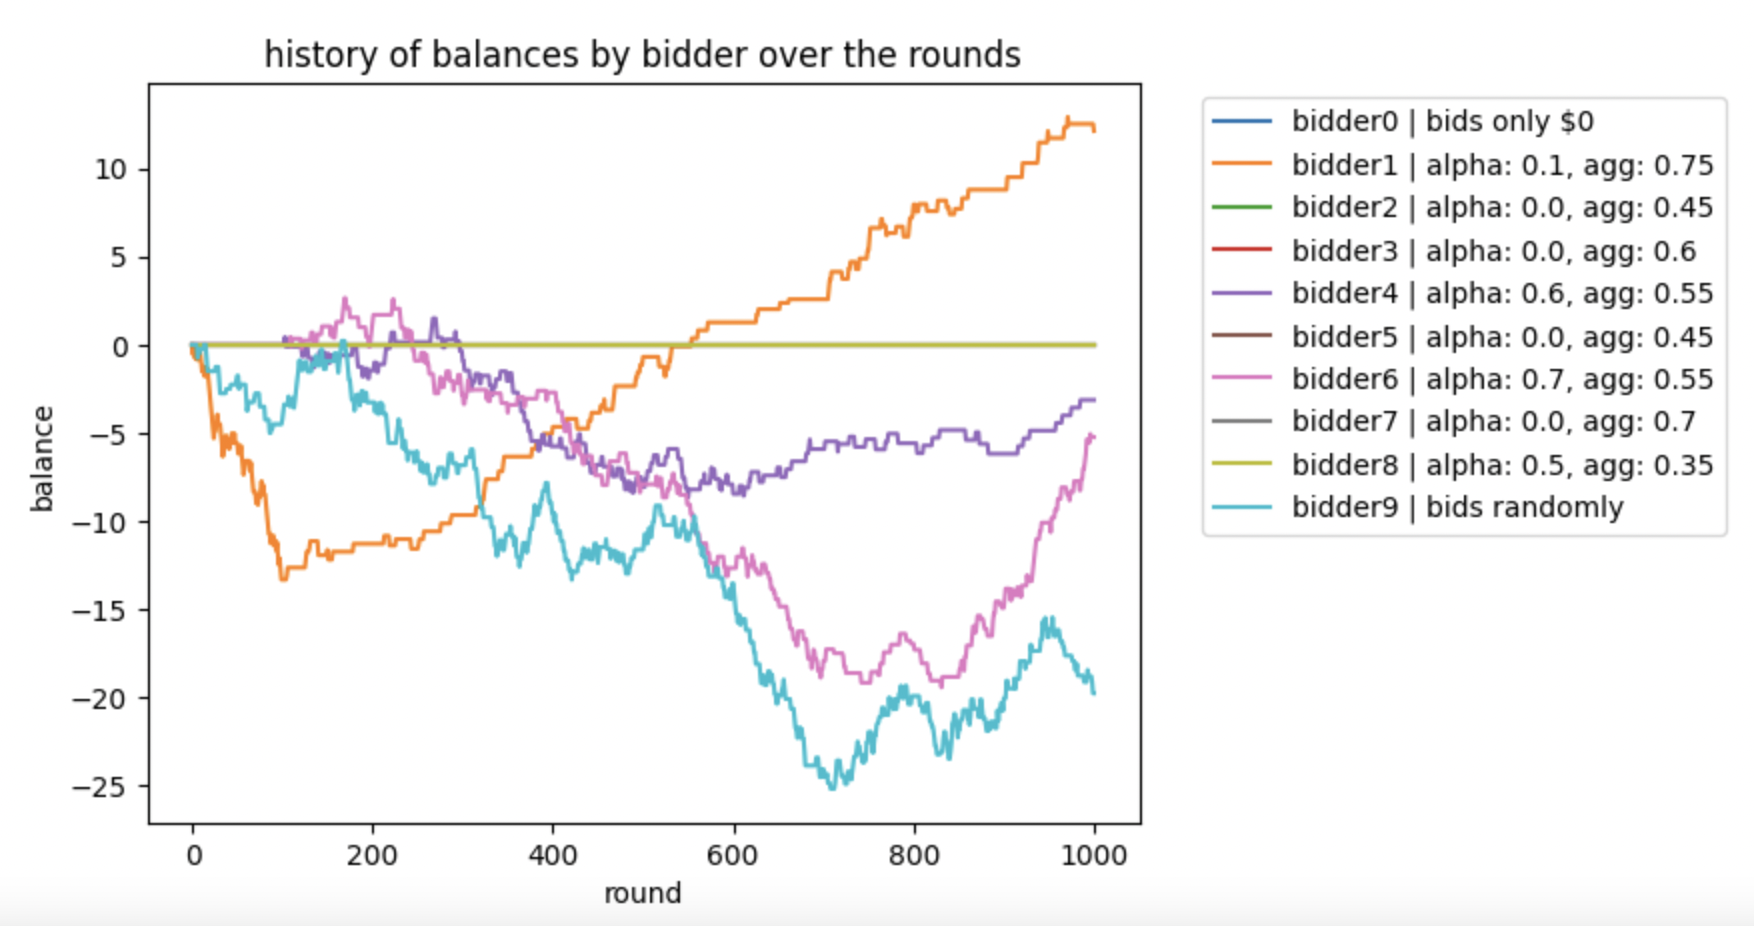 history of balances by bidder over the rounds
balance
10
5
0
−5
−10
−15
−20
−25
0 200 400 600 800 1000
round
bidder0 | bids only $0
bidder1 | alpha: 0.1, agg: 0.75
bidder2 | alpha: 0.0, agg: 0.45
bidder3 | alpha: 0.0, agg: 0.6
bidder4 | alpha: 0.6, agg: 0.55
bidder5 | alpha: 0.0, agg: 0.45
bidder6 | alpha: 0.7, agg: 0.55
bidder7 | alpha: 0.0, agg: 0.7
bidder8 | alpha: 0.5, agg: 0.35
bidder9 | bids randomly